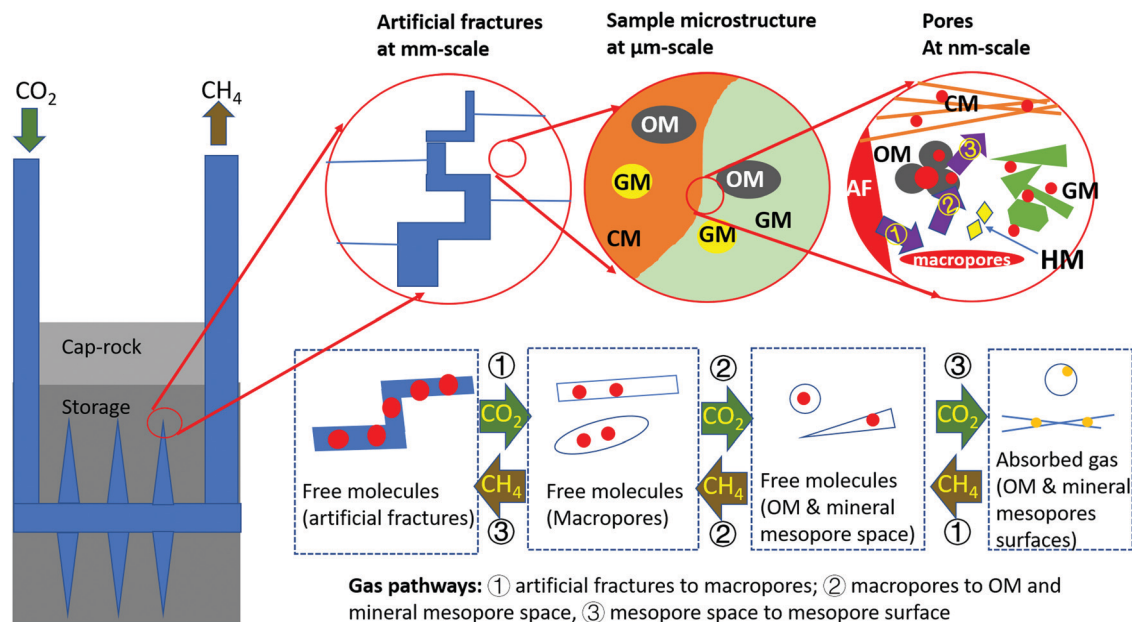 Artificial fractures
at mm-scale
Sample microstructure
at µm-scale
Pores
At nm-scale
CO₂
CH₄
OM
GM
OM
GM
CM
GM
CM
OM
③
AF
②
GM
①
macropores
HM
Cap-rock
Storage
①
CO₂
CH₄
③
②
CO₂
CH₄
②
③
CO₂
CH₄
①
Free molecules
(artificial fractures)
Free molecules
(Macropores)
Free molecules
(OM & mineral
mesopore space)
Absorbed gas
(OM & mineral
mesopores
surfaces)
Gas pathways: ① artificial fractures to macropores; ② macropores to OM and
mineral mesopore space, ③ mesopore space to mesopore surface